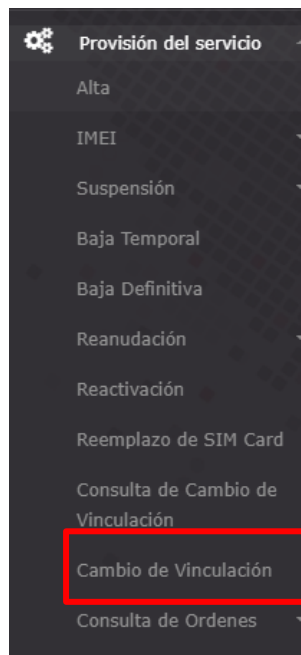 Provisión del servicio
Alta
IMEI
Suspensión
Baja Temporal
Baja Definitiva
Reanudación
Reactivación
Reemplazo de SIM Card
Consulta de Cambio de
Vinculación
Cambio de Vinculación
Consulta de Ordenes